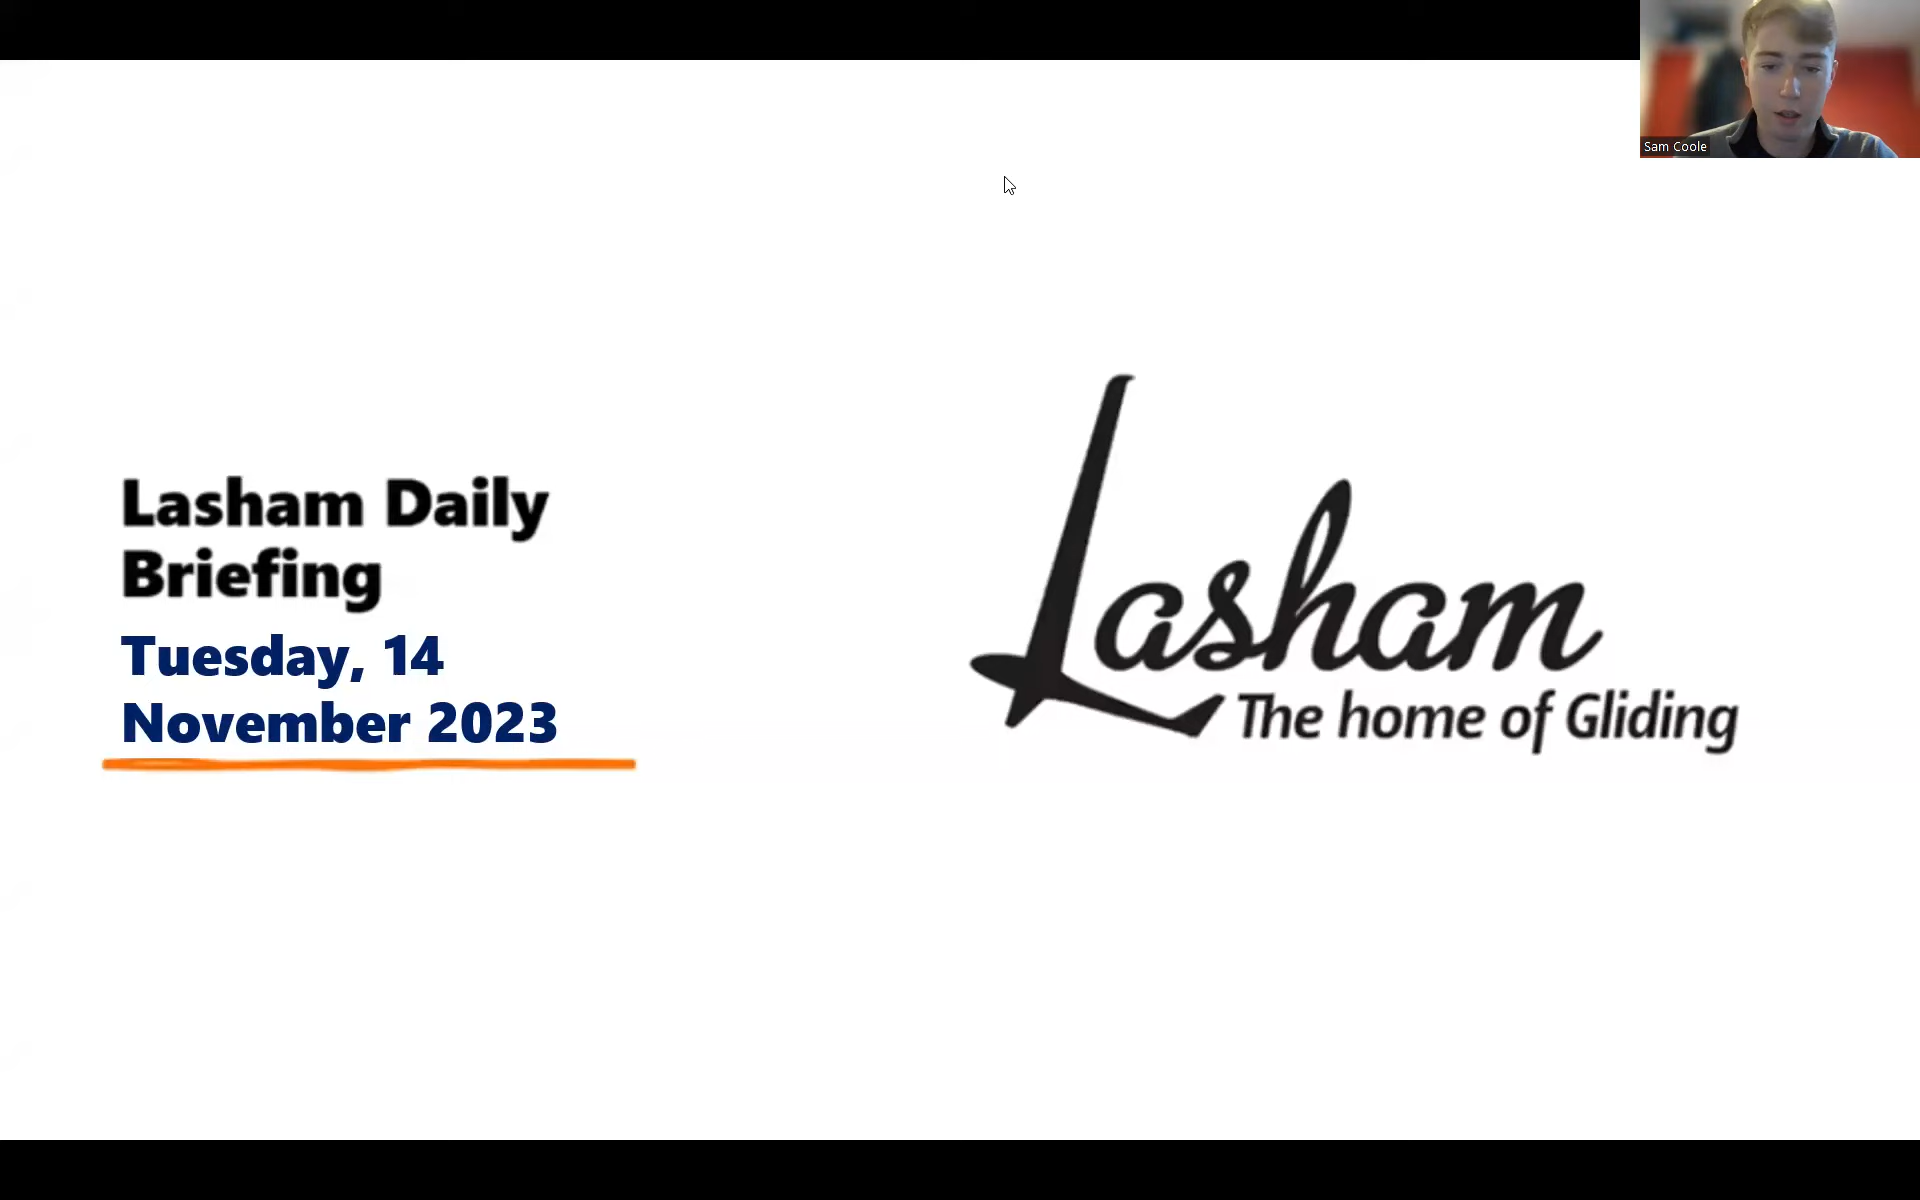 Sam Coole
Lasham Daily
Briefing
Tuesday, 14
November 2023
Lasham
The home of Gliding